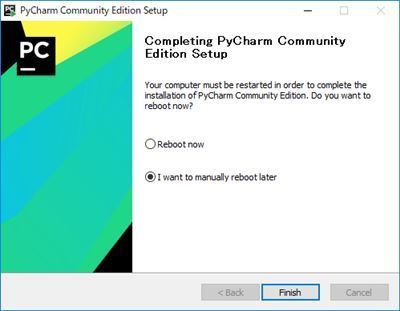 PyCharm Community Edition Setup
PC
Completing PyCharm Community
Edition Setup
Your computer must be restarted in order to complete the
installation of PyCharm Community Edition. Do you want to
reboot now?
Reboot now
I want to manually reboot later
< Back
Finish
Cancel